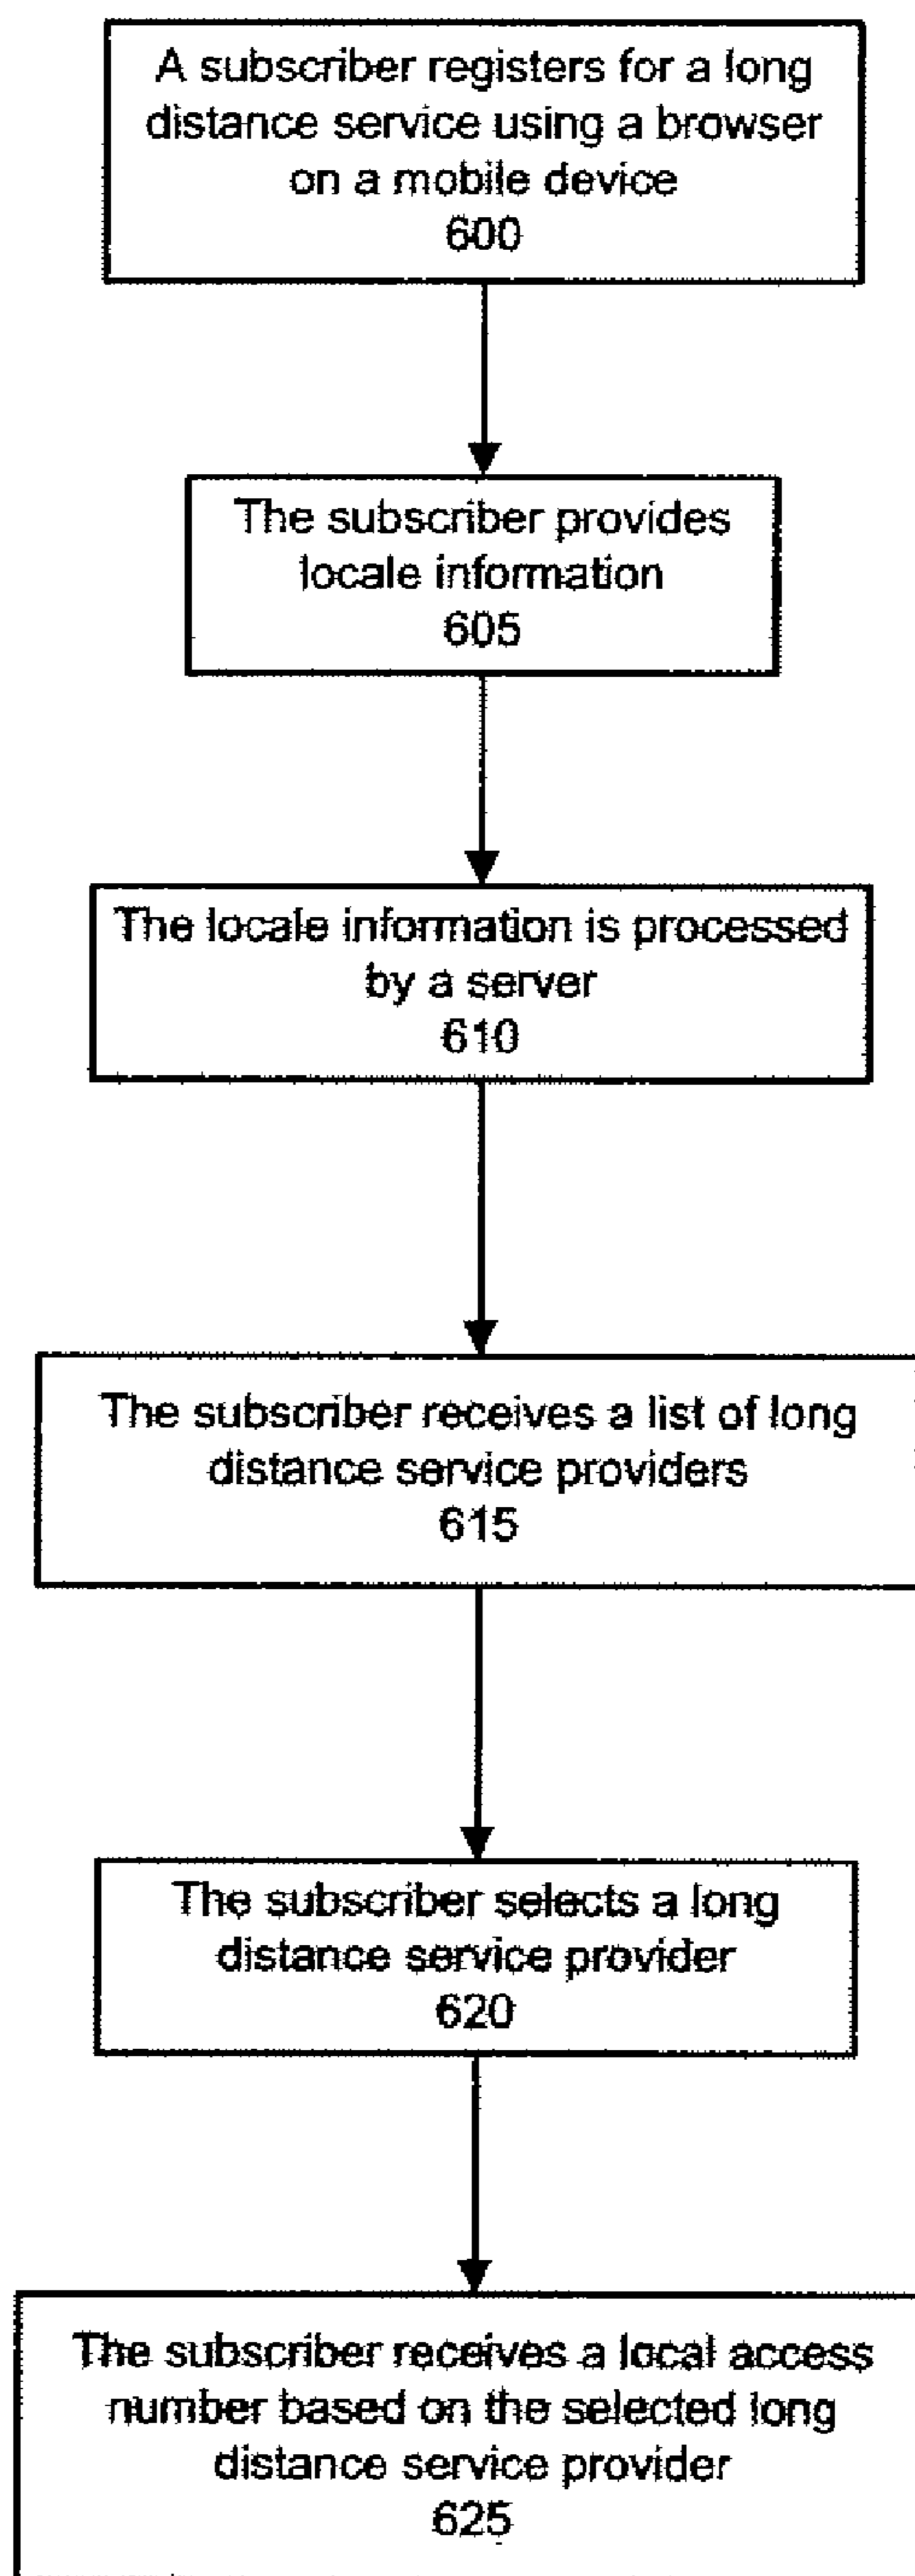 A subscriber registers for a long
distance service using a browser
on a mobile device
600
The subscriber provides
locale information
605
The locale information is processed
by a server
610
The subscriber receives a list of long
distance service providers
615
The subscriber selects a long
distance service provider
620
The subscriber receives a local access
number based on the selected long
distance service provider
625